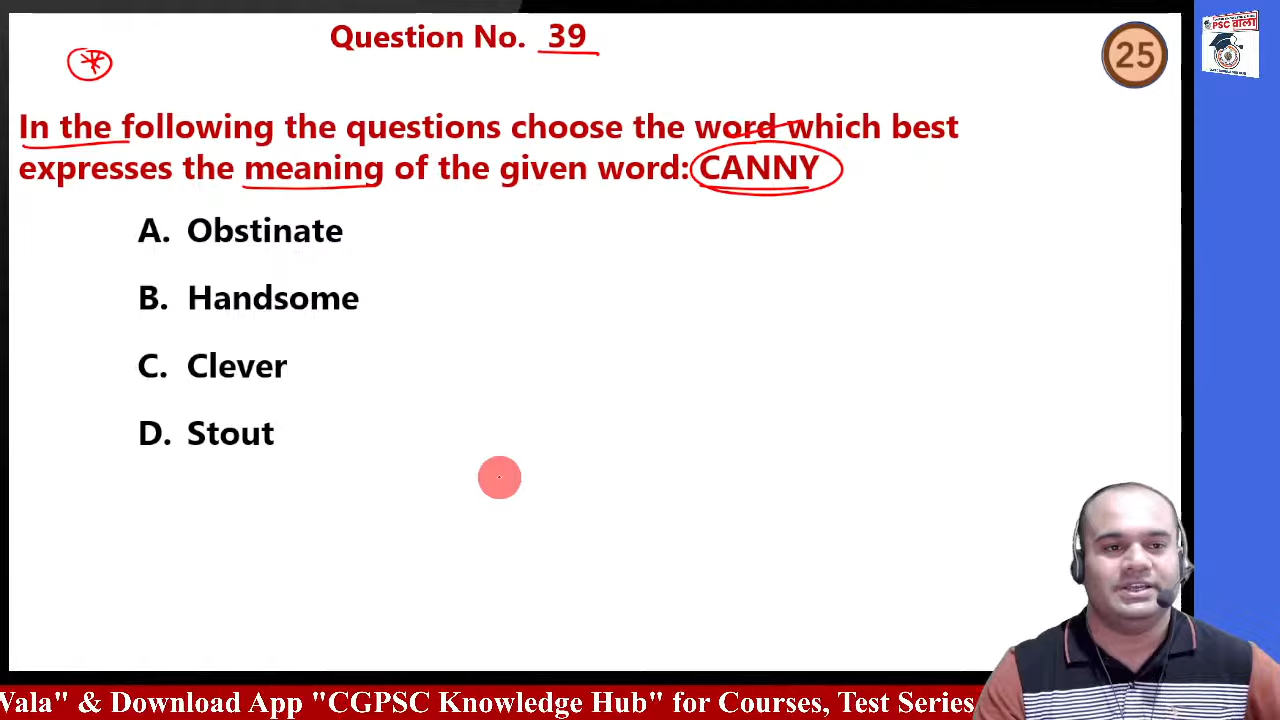 Question No. 39
25
PSC वाला
In the following the questions choose the word which best
expresses the meaning of the given word: CANNY
A. Obstinate
B. Handsome
C. Clever
D. Stout
Vala" & Download App "CGPSC Knowledge Hub" for Courses, Test Series